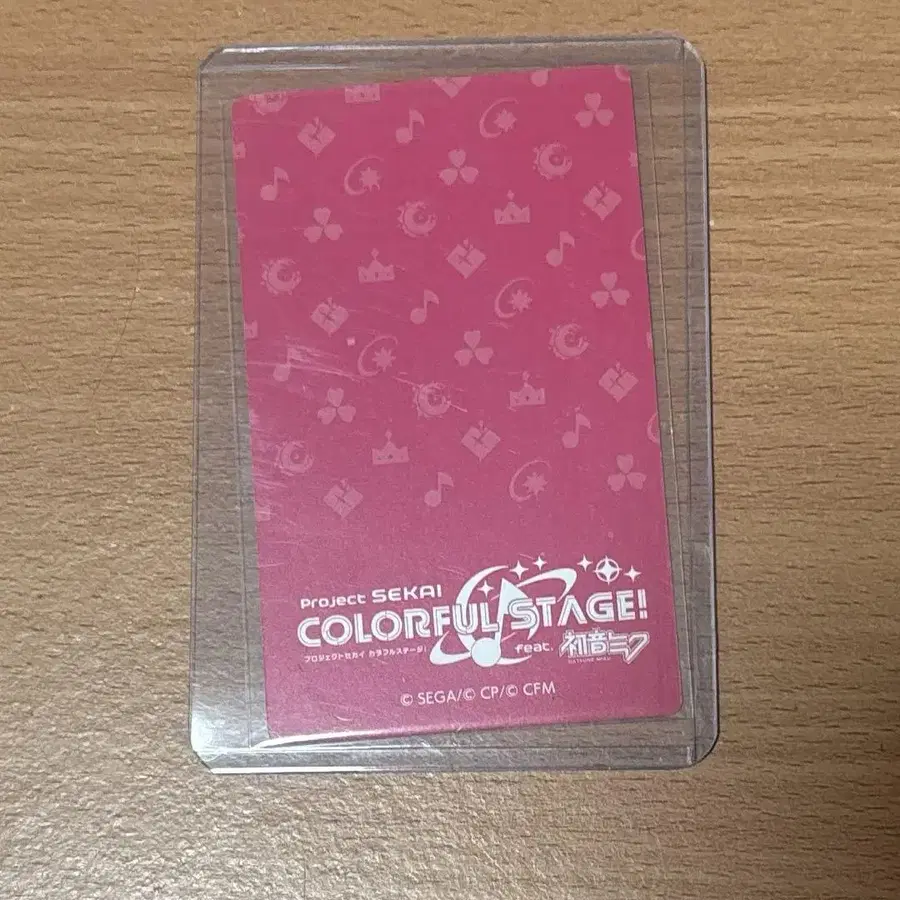 Project SEKAI
COLORFUL STAGE!
プロジェクトセカイ カラフルステージ!
feat. 初音ミク
HATSUNE MIKU
© SEGA/© CP/© CFM